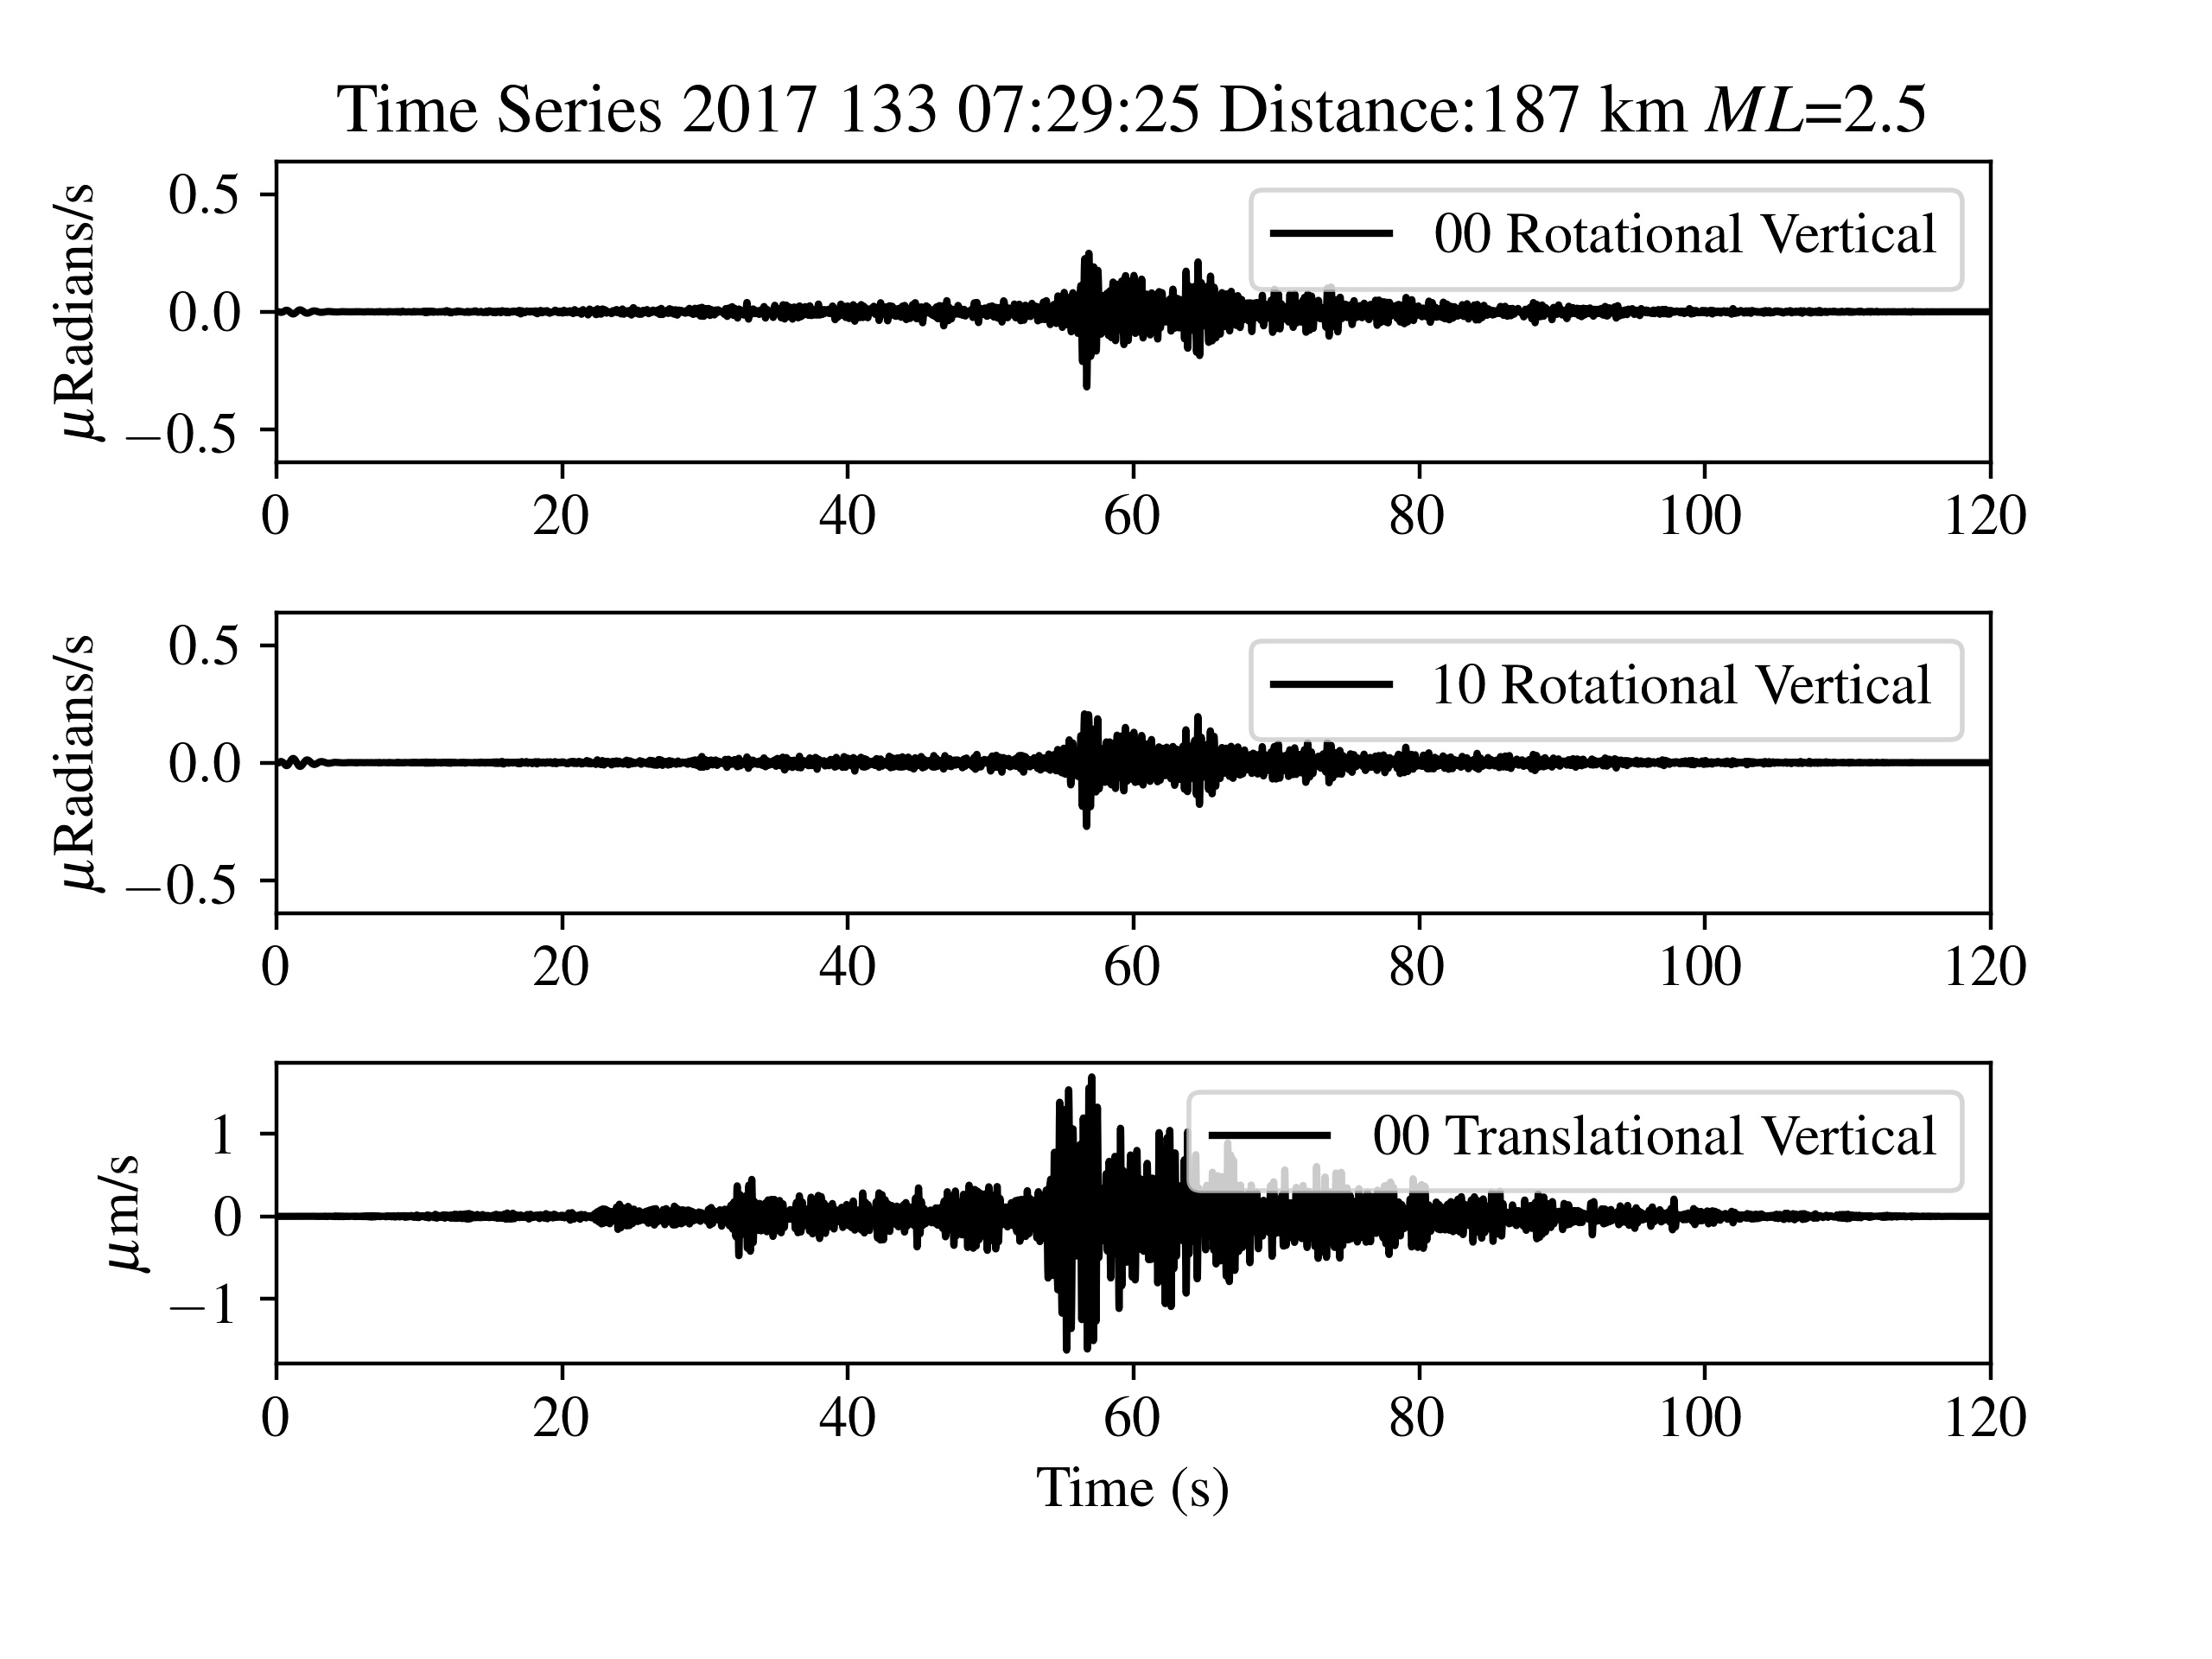 Time Series 2017 133 07:29:25 Distance:187 km ML=2.5
μRadians/s
0.5
0.0
−0.5
00 Rotational Vertical
0 20 40 60 80 100 120
μRadians/s
0.5
0.0
−0.5
10 Rotational Vertical
0 20 40 60 80 100 120
μm/s
1
0
−1
00 Translational Vertical
0 20 40 60 80 100 120
Time (s)